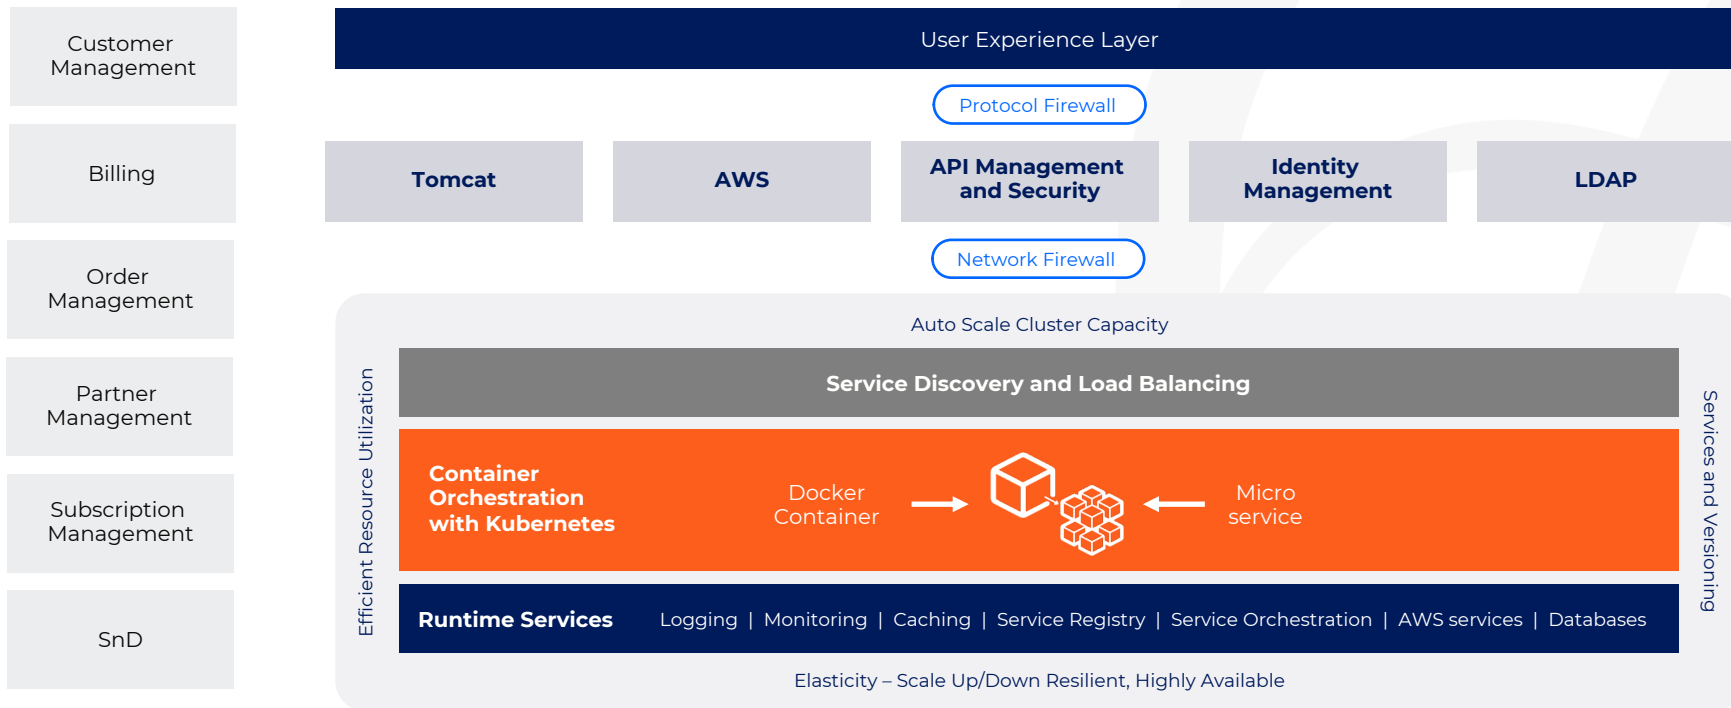 Customer
Management
Billing
Order
Management
Partner
Management
Subscription
Management
SnD
User Experience Layer
Protocol Firewall
Tomcat
AWS
API Management
and Security
Identity
Management
LDAP
Network Firewall
Auto Scale Cluster Capacity
Efficient Resource Utilization
Service Discovery and Load Balancing
Container
Orchestration
with Kubernetes
Docker
Container
Micro
service
Runtime Services
Logging | Monitoring | Caching | Service Registry | Service Orchestration | AWS services | Databases
Services and Versioning
Elasticity – Scale Up/Down Resilient, Highly Available